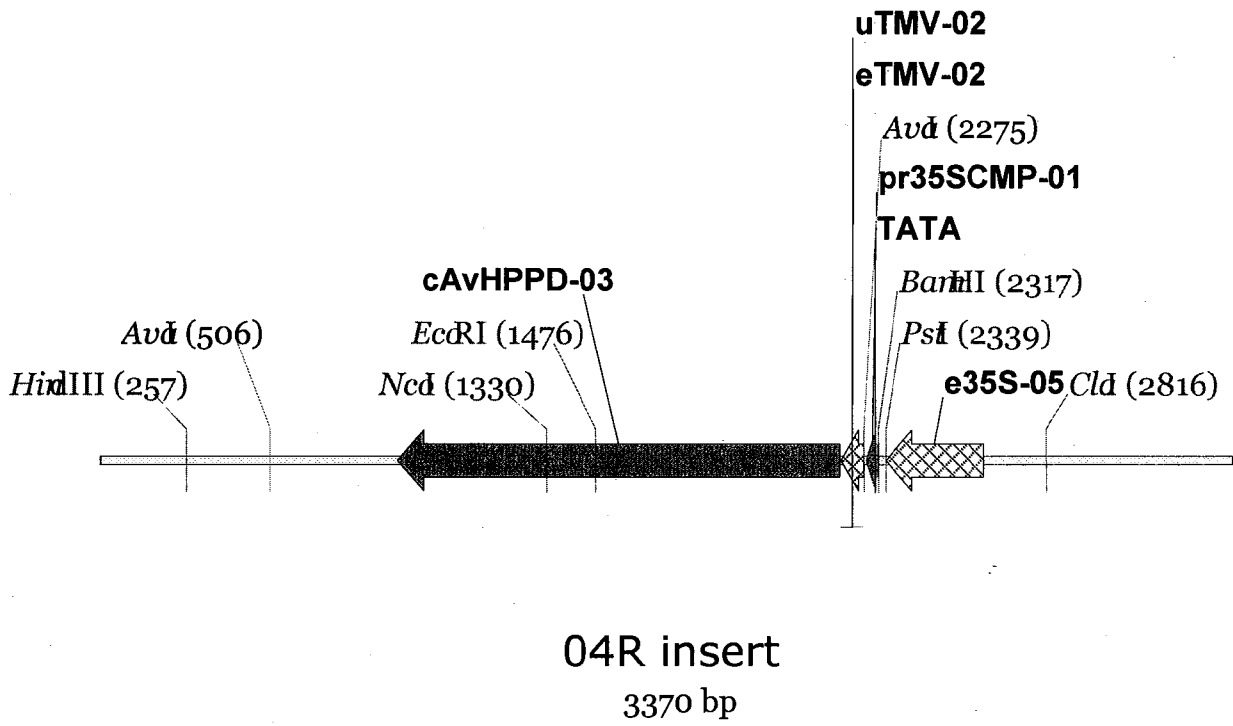 uTMV-02
eTMV-02
AvaI (2275)
pr35SCMP-01
TATA
cAvHPPD-03
BamHI (2317)
AvaI (506)
EcoRI (1476)
PstI (2339)
HindIII (257)
NcoI (1330)
e35S-05
ClaI (2816)
04R insert
3370 bp